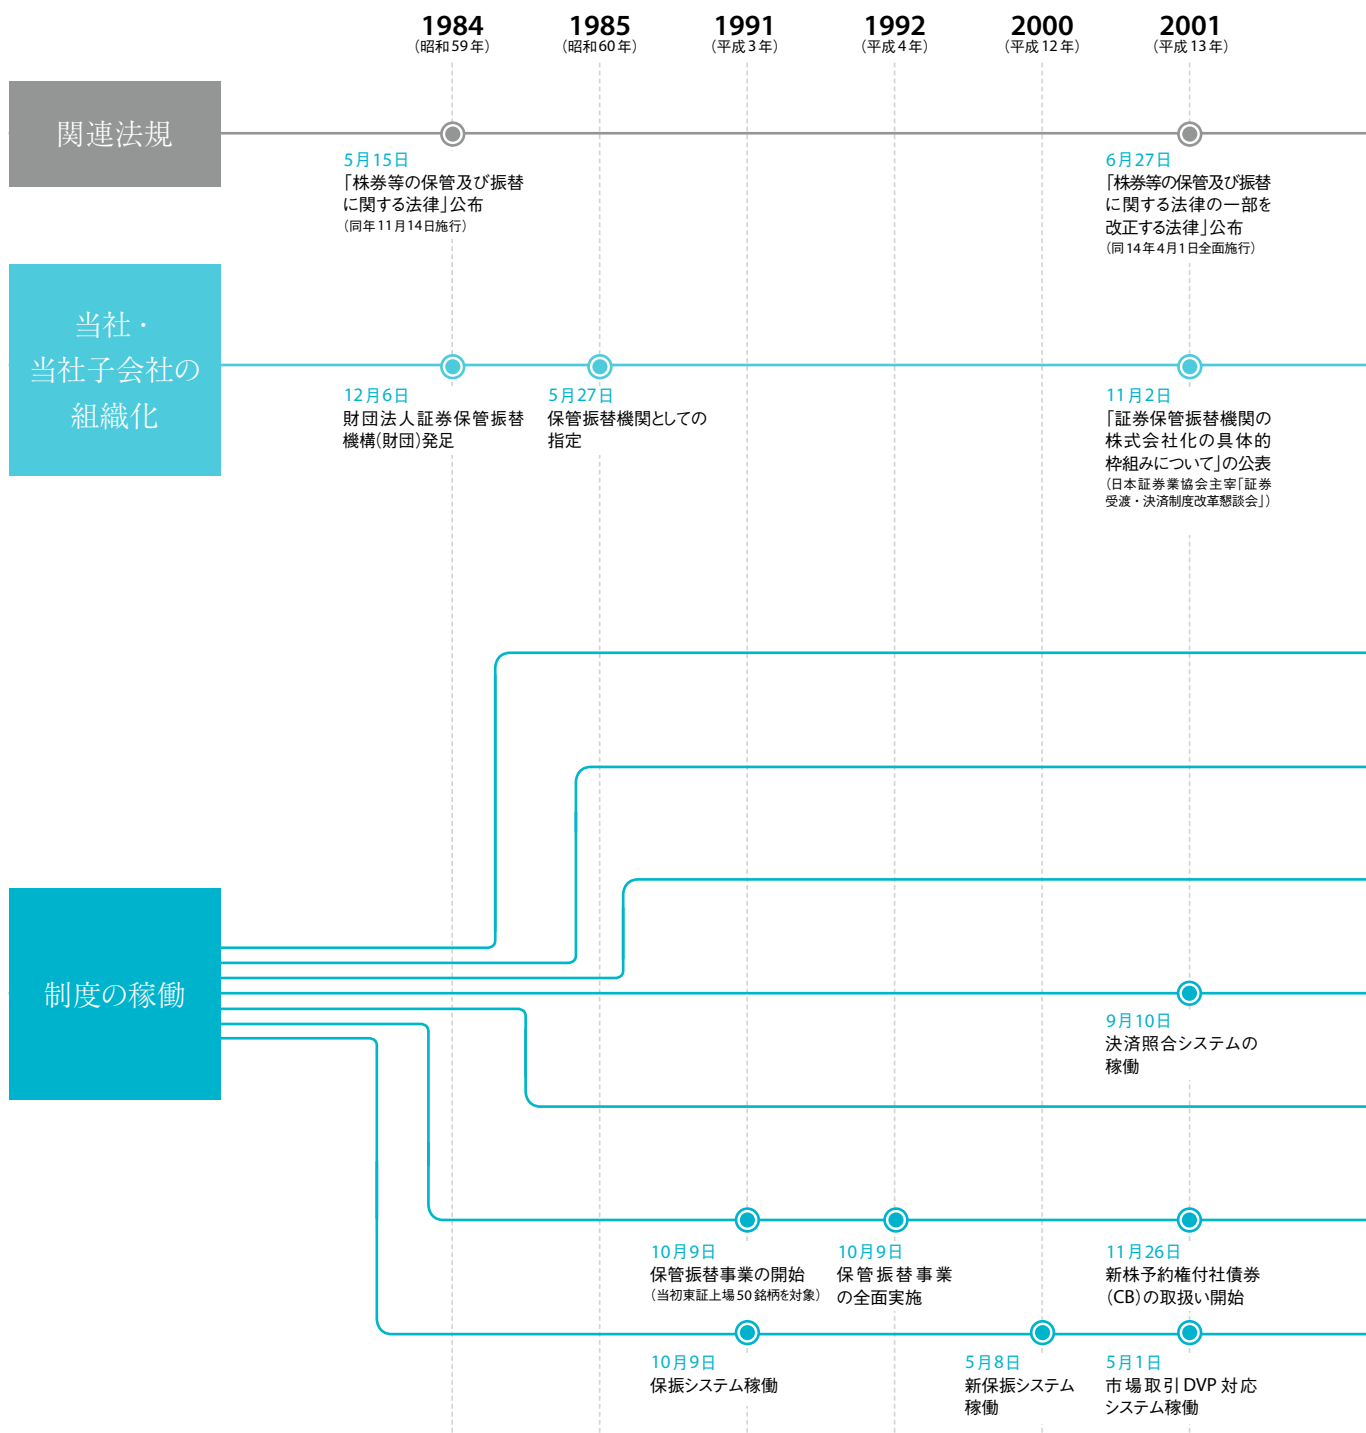 1984
（昭和59年）
1985
（昭和60年）
1991
（平成3年）
1992
（平成4年）
2000
（平成12年）
2001
（平成13年）
関連法規
5月15日
「株券等の保管及び振替
に関する法律」公布
（同年11月14日施行）
6月27日
「株券等の保管及び振替
に関する法律の一部を
改正する法律」公布
（同14年4月1日全面施行）
当社・
当社子会社の
組織化
12月6日
財団法人証券保管振替
機構（財団）発足
5月27日
保管振替機関としての
指定
11月2日
「証券保管振替機関の
株式会社化の具体的
枠組みについて」の公表
（日本証券業協会主宰「証券
受渡・決済制度改革懇談会」）
制度の稼働
9月10日
決済照合システムの
稼働
10月9日
保管振替事業の開始
（当初東証上場50銘柄を対象）
10月9日
保管振替事業
の全面実施
11月26日
新株予約権付社債券
（CB）の取扱い開始
10月9日
保振システム稼働
5月8日
新保振システム
稼働
5月1日
市場取引DVP対応
システム稼働